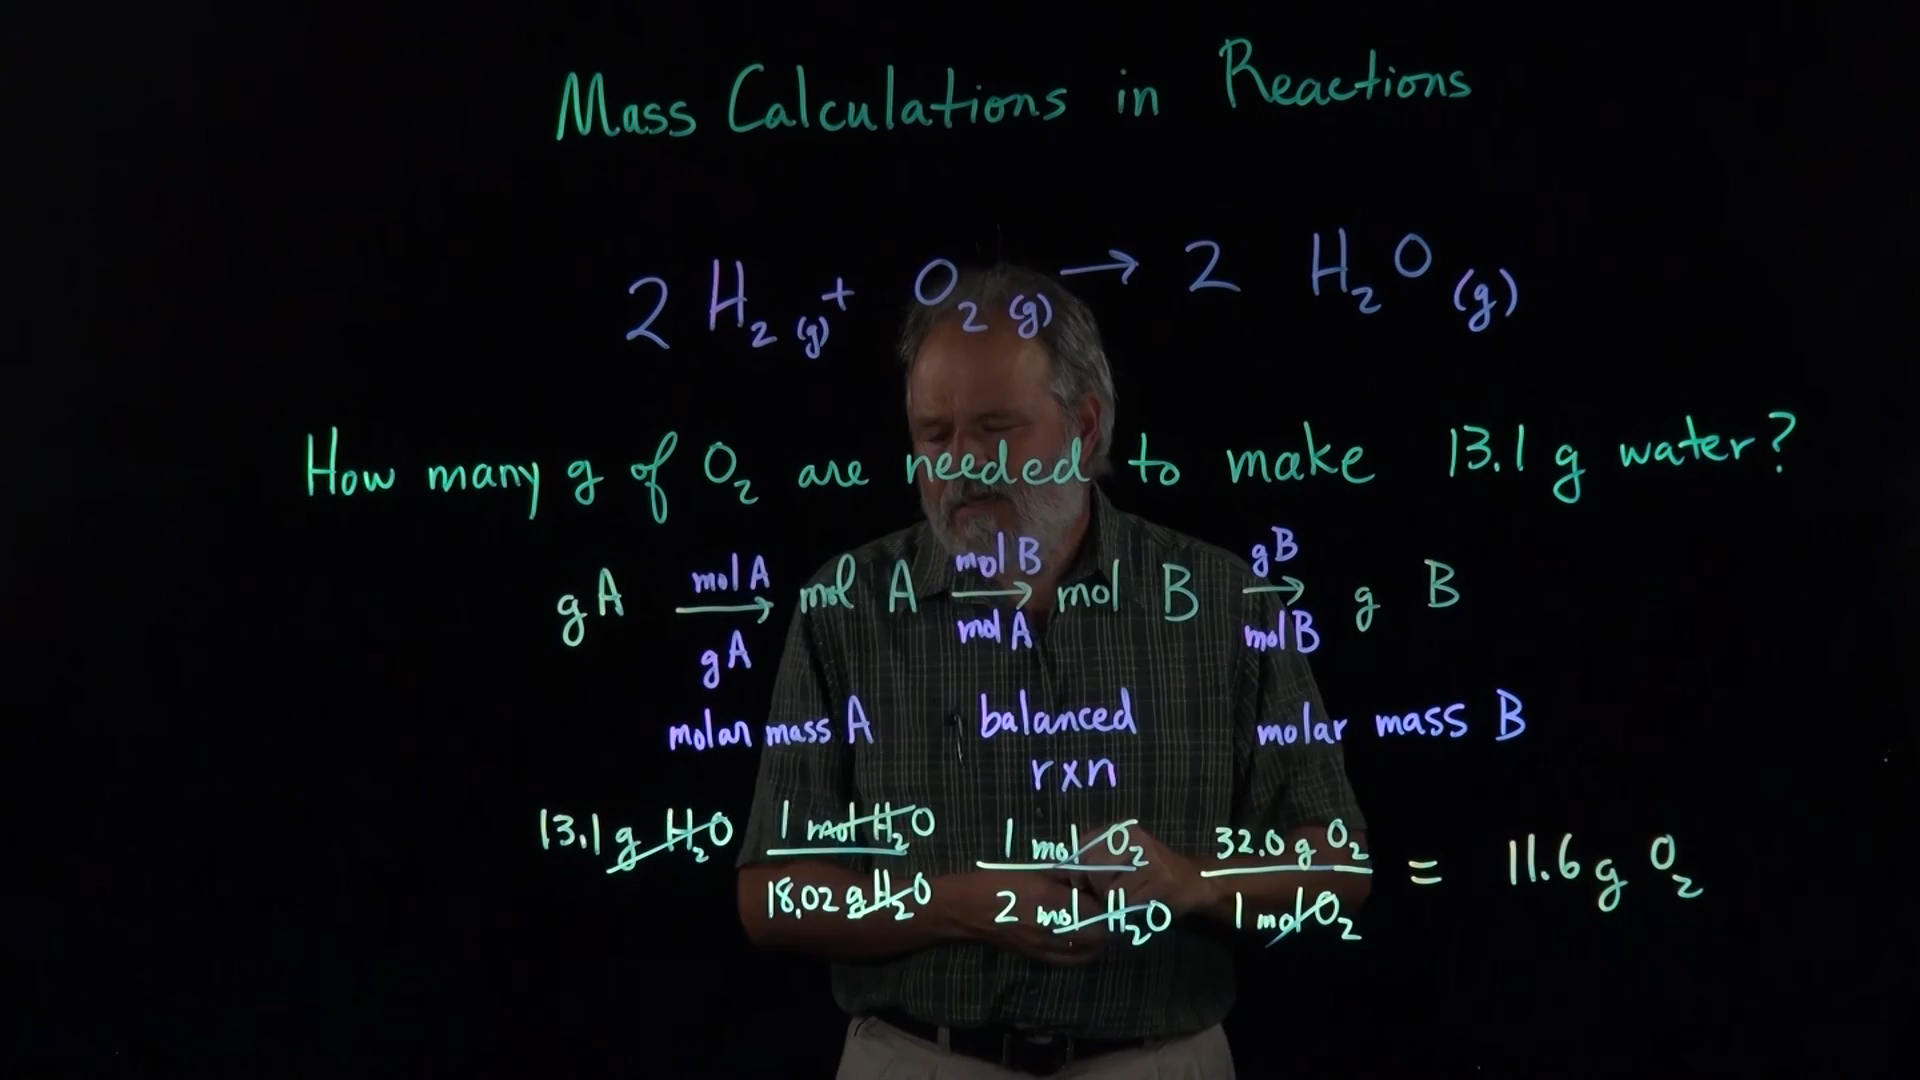 Mass Calculations in Reactions
2 H₂ (g) + O₂ (g) → 2 H₂O (g)
How many g of O₂ are needed to make 13.1 g water?
mol A mol B gB
gA → mol A → mol B → g B
gA mol A mol B
molar mass A balanced molar mass B
rxn
1 mol H₂O 1 mol O₂ 32.0 g O₂
13.1 g H₂O = 11.6 g O₂
18.02 g H₂O 2 mol H₂O 1 mol O₂